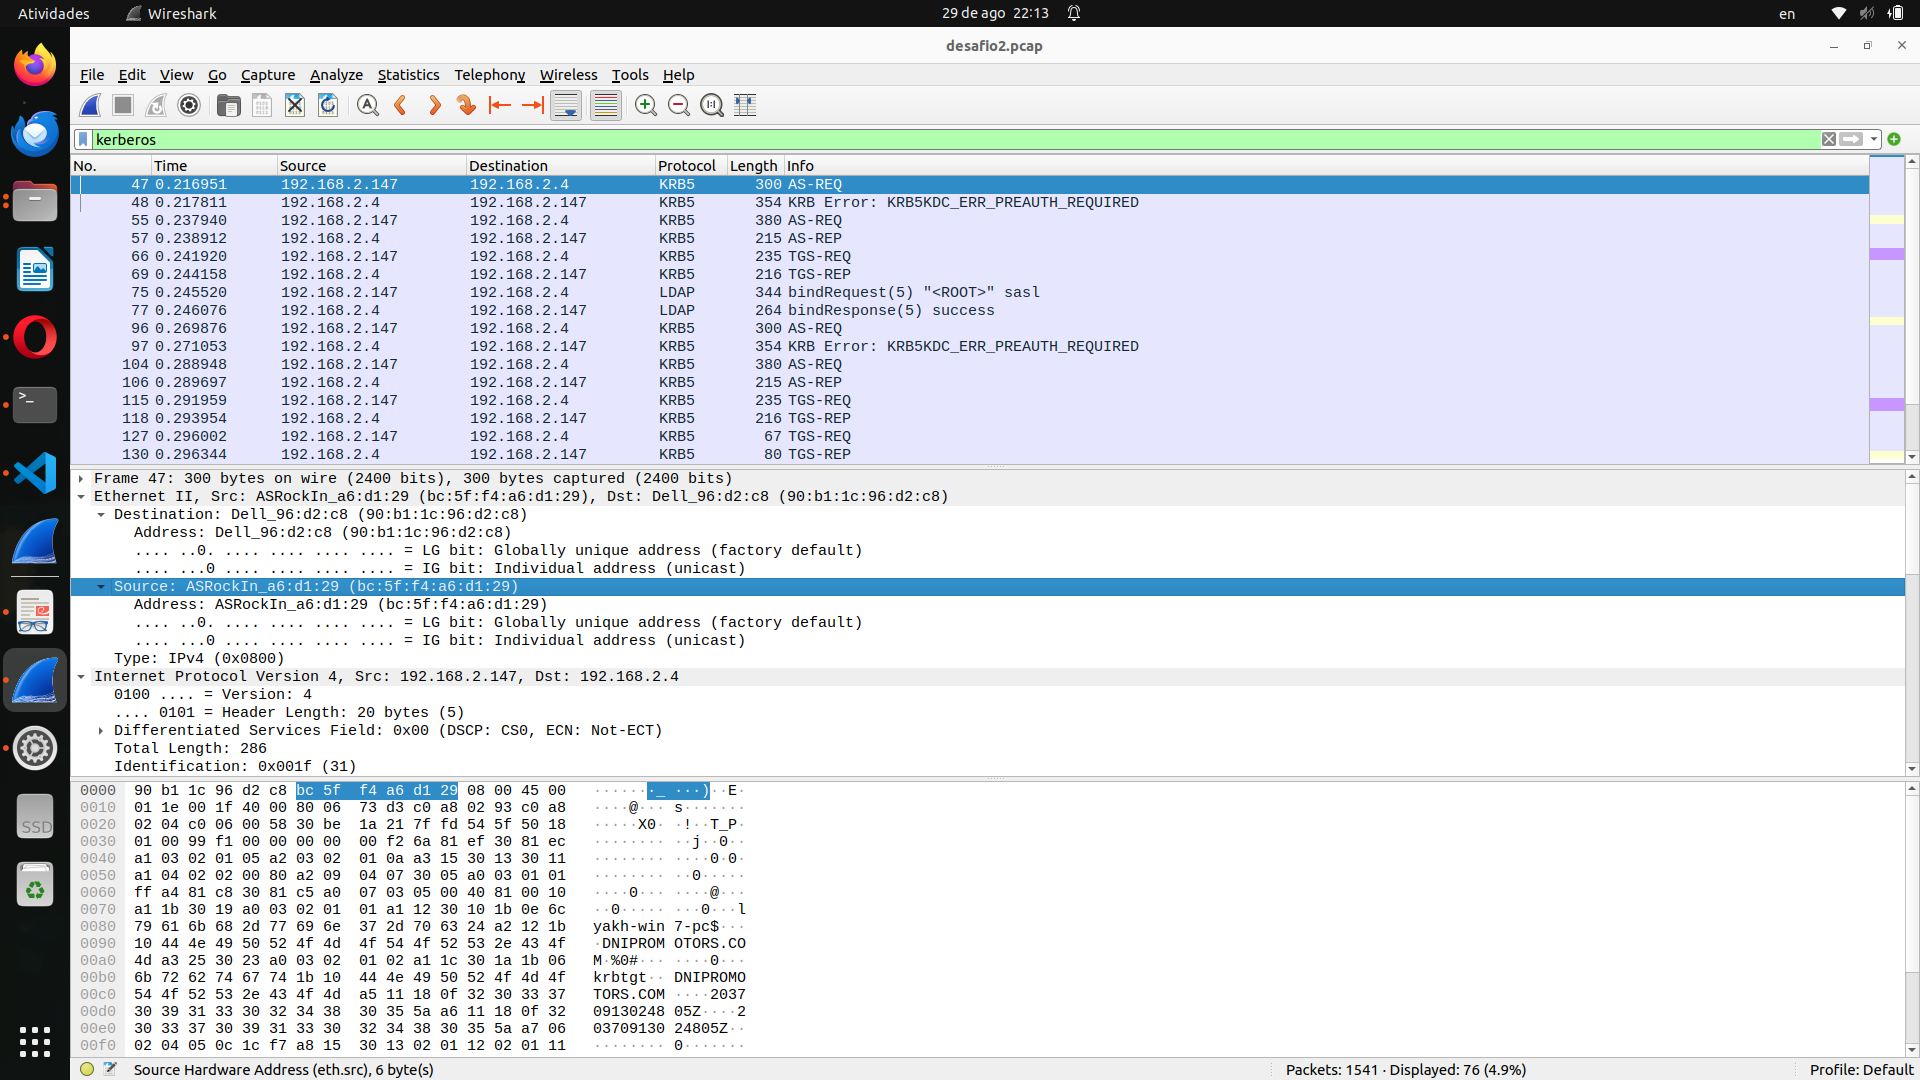 Atividades Wireshark 29 de ago 22:13 en
desafio2.pcap
File Edit View Go Capture Analyze Statistics Telephony Wireless Tools Help
kerberos
No. Time Source Destination Protocol Length Info
47 0.216951 192.168.2.147 192.168.2.4 KRB5 300 AS-REQ
48 0.217811 192.168.2.4 192.168.2.147 KRB5 354 KRB Error: KRB5KDC_ERR_PREAUTH_REQUIRED
55 0.237940 192.168.2.147 192.168.2.4 KRB5 380 AS-REQ
57 0.238912 192.168.2.4 192.168.2.147 KRB5 215 AS-REP
66 0.241920 192.168.2.147 192.168.2.4 KRB5 235 TGS-REQ
69 0.244158 192.168.2.4 192.168.2.147 KRB5 216 TGS-REP
75 0.245520 192.168.2.147 192.168.2.4 LDAP 344 bindRequest(5) "<ROOT>" sasl
77 0.246076 192.168.2.4 192.168.2.147 LDAP 264 bindResponse(5) success
96 0.269876 192.168.2.147 192.168.2.4 KRB5 300 AS-REQ
97 0.271053 192.168.2.4 192.168.2.147 KRB5 354 KRB Error: KRB5KDC_ERR_PREAUTH_REQUIRED
104 0.288948 192.168.2.147 192.168.2.4 KRB5 380 AS-REQ
106 0.289697 192.168.2.4 192.168.2.147 KRB5 215 AS-REP
115 0.291959 192.168.2.147 192.168.2.4 KRB5 235 TGS-REQ
118 0.293954 192.168.2.4 192.168.2.147 KRB5 216 TGS-REP
127 0.296002 192.168.2.147 192.168.2.4 KRB5 67 TGS-REQ
130 0.296344 192.168.2.4 192.168.2.147 KRB5 80 TGS-REP
Frame 47: 300 bytes on wire (2400 bits), 300 bytes captured (2400 bits)
Ethernet II, Src: ASRockIn_a6:d1:29 (bc:5f:f4:a6:d1:29), Dst: Dell_96:d2:c8 (90:b1:1c:96:d2:c8)
Destination: Dell_96:d2:c8 (90:b1:1c:96:d2:c8)
Address: Dell_96:d2:c8 (90:b1:1c:96:d2:c8)
.... ..0. .... .... .... .... = LG bit: Globally unique address (factory default)
.... ...0 .... .... .... .... = IG bit: Individual address (unicast)
Source: ASRockIn_a6:d1:29 (bc:5f:f4:a6:d1:29)
Address: ASRockIn_a6:d1:29 (bc:5f:f4:a6:d1:29)
.... ..0. .... .... .... .... = LG bit: Globally unique address (factory default)
.... ...0 .... .... .... .... = IG bit: Individual address (unicast)
Type: IPv4 (0x0800)
Internet Protocol Version 4, Src: 192.168.2.147, Dst: 192.168.2.4
0100 .... = Version: 4
.... 0101 = Header Length: 20 bytes (5)
Differentiated Services Field: 0x00 (DSCP: CS0, ECN: Not-ECT)
Total Length: 286
Identification: 0x001f (31)
0000 90 b1 1c 96 d2 c8 bc 5f f4 a6 d1 29 08 00 45 00 ·······_ ···)··E·
0010 01 1e 00 1f 40 00 80 06 73 d3 c0 a8 02 93 c0 a8 ····@··· s·······
0020 02 04 c0 06 00 58 30 be 1a 21 7f fd 54 5f 50 18 ·····X0· ·!··T_P·
0030 01 00 99 f1 00 00 00 00 00 f2 6a 81 ef 30 81 ec ········ ··j··0··
0040 a1 03 02 01 05 a2 03 02 01 0a a3 15 30 13 30 11 ········ ····0·0·
0050 a1 04 02 02 00 80 a2 09 04 07 30 05 a0 03 01 01 ········ ··0·····
0060 ff a4 81 c8 30 81 c5 a0 07 03 05 00 40 81 00 10 ····0··· ····@···
0070 a1 1b 30 19 a0 03 02 01 01 a1 12 30 10 1b 0e 6c ··0····· ···0···l
0080 79 61 6b 68 2d 77 69 6e 37 2d 70 63 24 a2 12 1b yakh-win 7-pc$···
0090 10 44 4e 49 50 52 4f 4d 4f 54 4f 52 53 2e 43 4f ·DNIPROM OTORS.CO
00a0 4d a3 25 30 23 a0 03 02 01 02 a1 1c 30 1a 1b 06 M·%0#··· ····0···
00b0 6b 72 62 74 67 74 1b 10 44 4e 49 50 52 4f 4d 4f krbtgt·· DNIPROMO
00c0 54 4f 52 53 2e 43 4f 4d a5 11 18 0f 32 30 33 37 TORS.COM ····2037
00d0 30 39 31 33 30 32 34 38 30 35 5a a6 11 18 0f 32 09130248 05Z····2
00e0 30 33 37 30 39 31 33 30 32 34 38 30 35 5a a7 06 03709130 24805Z··
00f0 02 04 05 0c 1c f7 a8 15 30 13 02 01 12 02 01 11 ········ 0·······
SSD
Source Hardware Address (eth.src), 6 byte(s) Packets: 1541 · Displayed: 76 (4.9%) Profile: Default